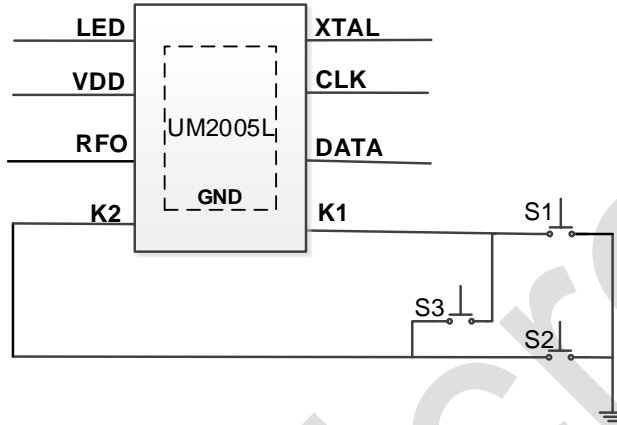 LED XTAL
VDD CLK
UM2005L
RFO DATA
GND
K2 K1 S1
S3
S2